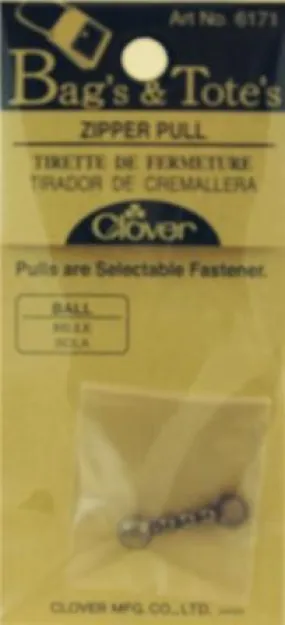 Art No. 6171
Bag's & Tote's
ZIPPER PULL
TIRETTE DE FERMETURE
TIRADOR DE CREMALLERA
Clover
Pulls are Selectable Fastener.
BALL
CLOVER MFG. CO., LTD.